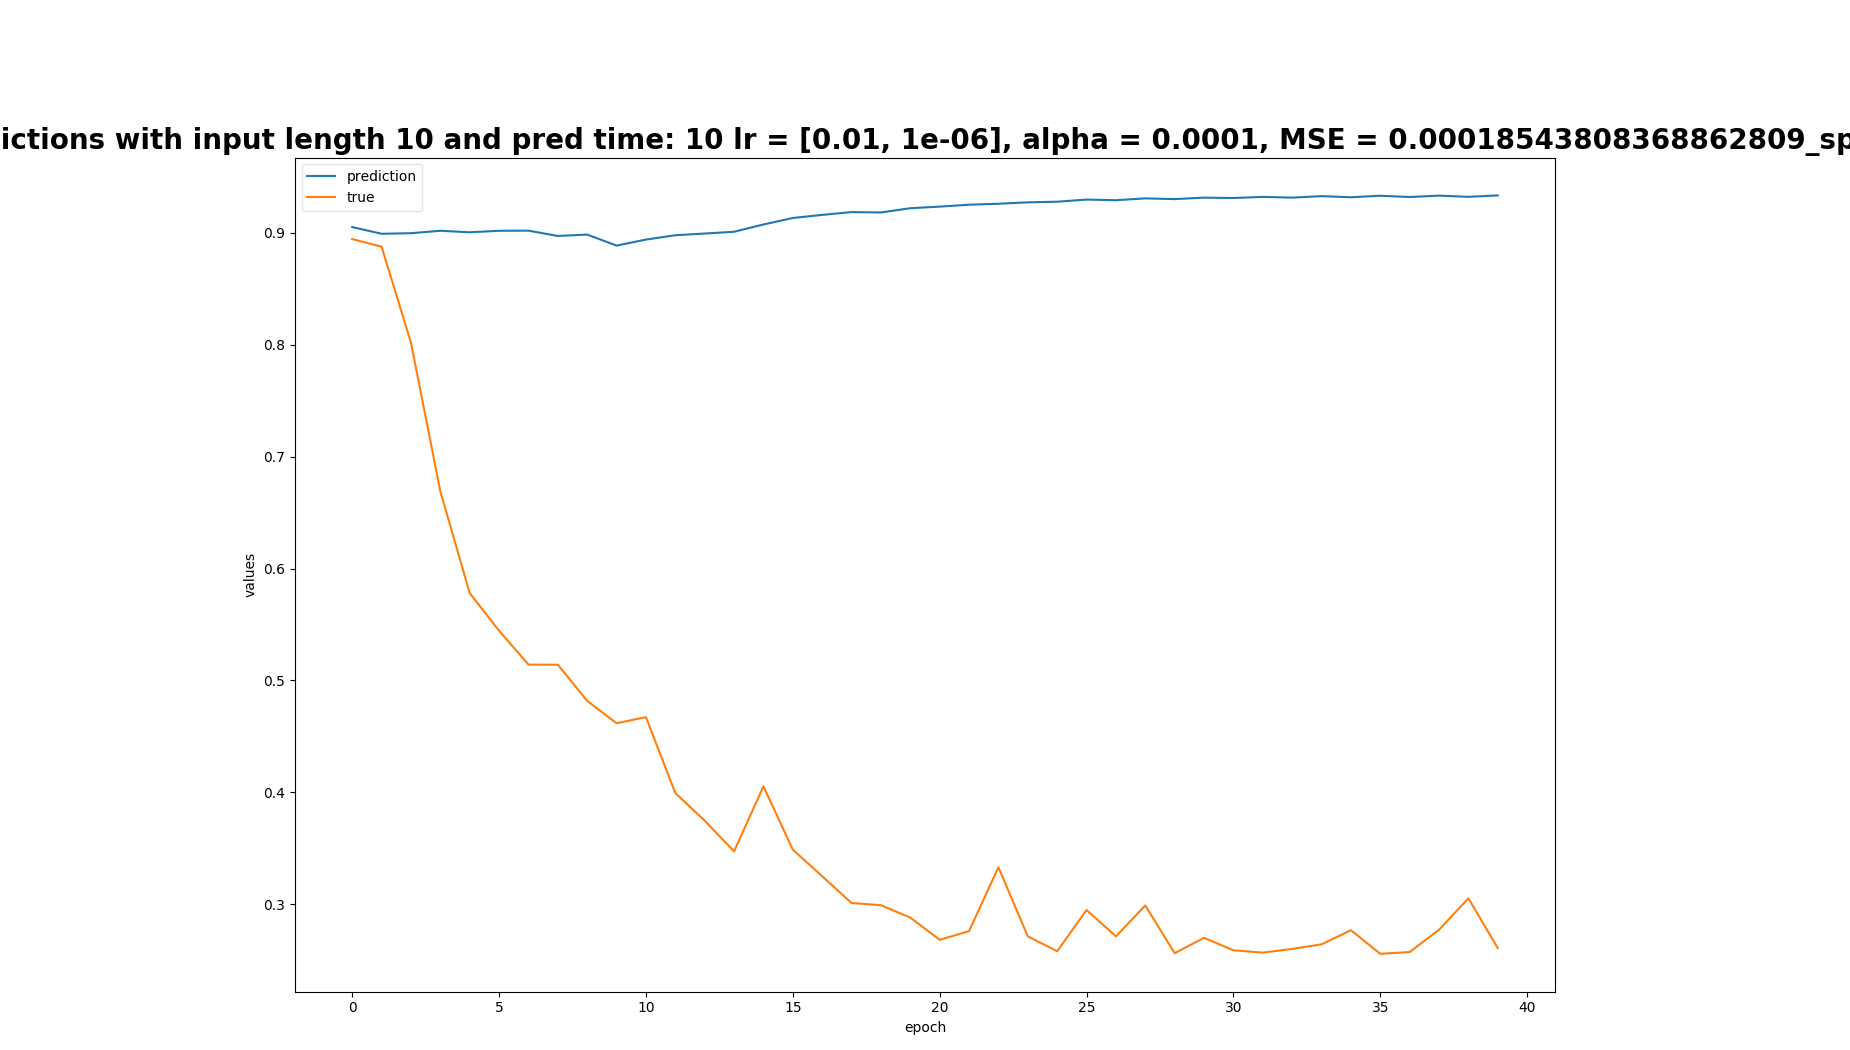 ictions with input length 10 and pred time: 10 lr = [0.01, 1e-06], alpha = 0.0001, MSE = 0.00018543808368862809_sp
prediction
true
0.9
0.8
0.7
0.6
0.5
0.4
0.3
values
0 5 10 15 20 25 30 35 40
epoch